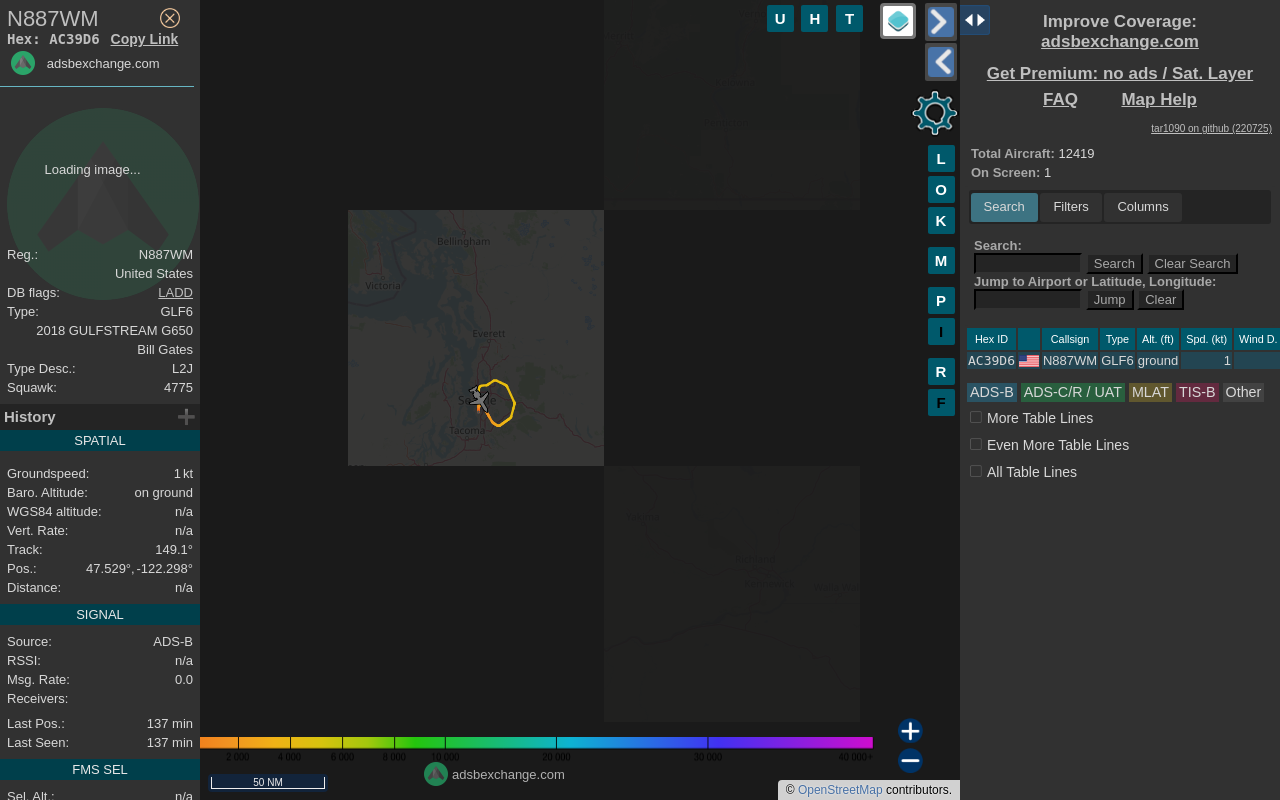 N887WM
Hex: AC39D6 Copy Link
adsbexchange.com
Loading image...
Reg.: N887WM
United States
DB flags: LADD
Type: GLF6
2018 GULFSTREAM G650
Bill Gates
Type Desc.: L2J
Squawk: 4775
History
SPATIAL
Groundspeed: 1 kt
Baro. Altitude: on ground
WGS84 altitude: n/a
Vert. Rate: n/a
Track: 149.1°
Pos.: 47.529°, -122.298°
Distance: n/a
SIGNAL
Source: ADS-B
RSSI: n/a
Msg. Rate: 0.0
Receivers:
Last Pos.: 137 min
Last Seen: 137 min
FMS SEL
Sel. Alt.: n/a
U H T
L
O
K
M
P
I
R
F
Bellingham
Victoria
Everett
Seattle
Tacoma
2 000 4 000 6 000 8 000 10 000 20 000 30 000 40 000+
adsbexchange.com
50 NM
© OpenStreetMap contributors.
Improve Coverage:
adsbexchange.com
Get Premium: no ads / Sat. Layer
FAQ Map Help
tar1090 on github (220725)
Total Aircraft: 12419
On Screen: 1
Search Filters Columns
Search:
Search Clear Search
Jump to Airport or Latitude, Longitude:
Jump Clear
Hex ID Callsign Type Alt. (ft) Spd. (kt) Wind D.
AC39D6 N887WM GLF6 ground 1
ADS-B ADS-C/R / UAT MLAT TIS-B Other
More Table Lines
Even More Table Lines
All Table Lines